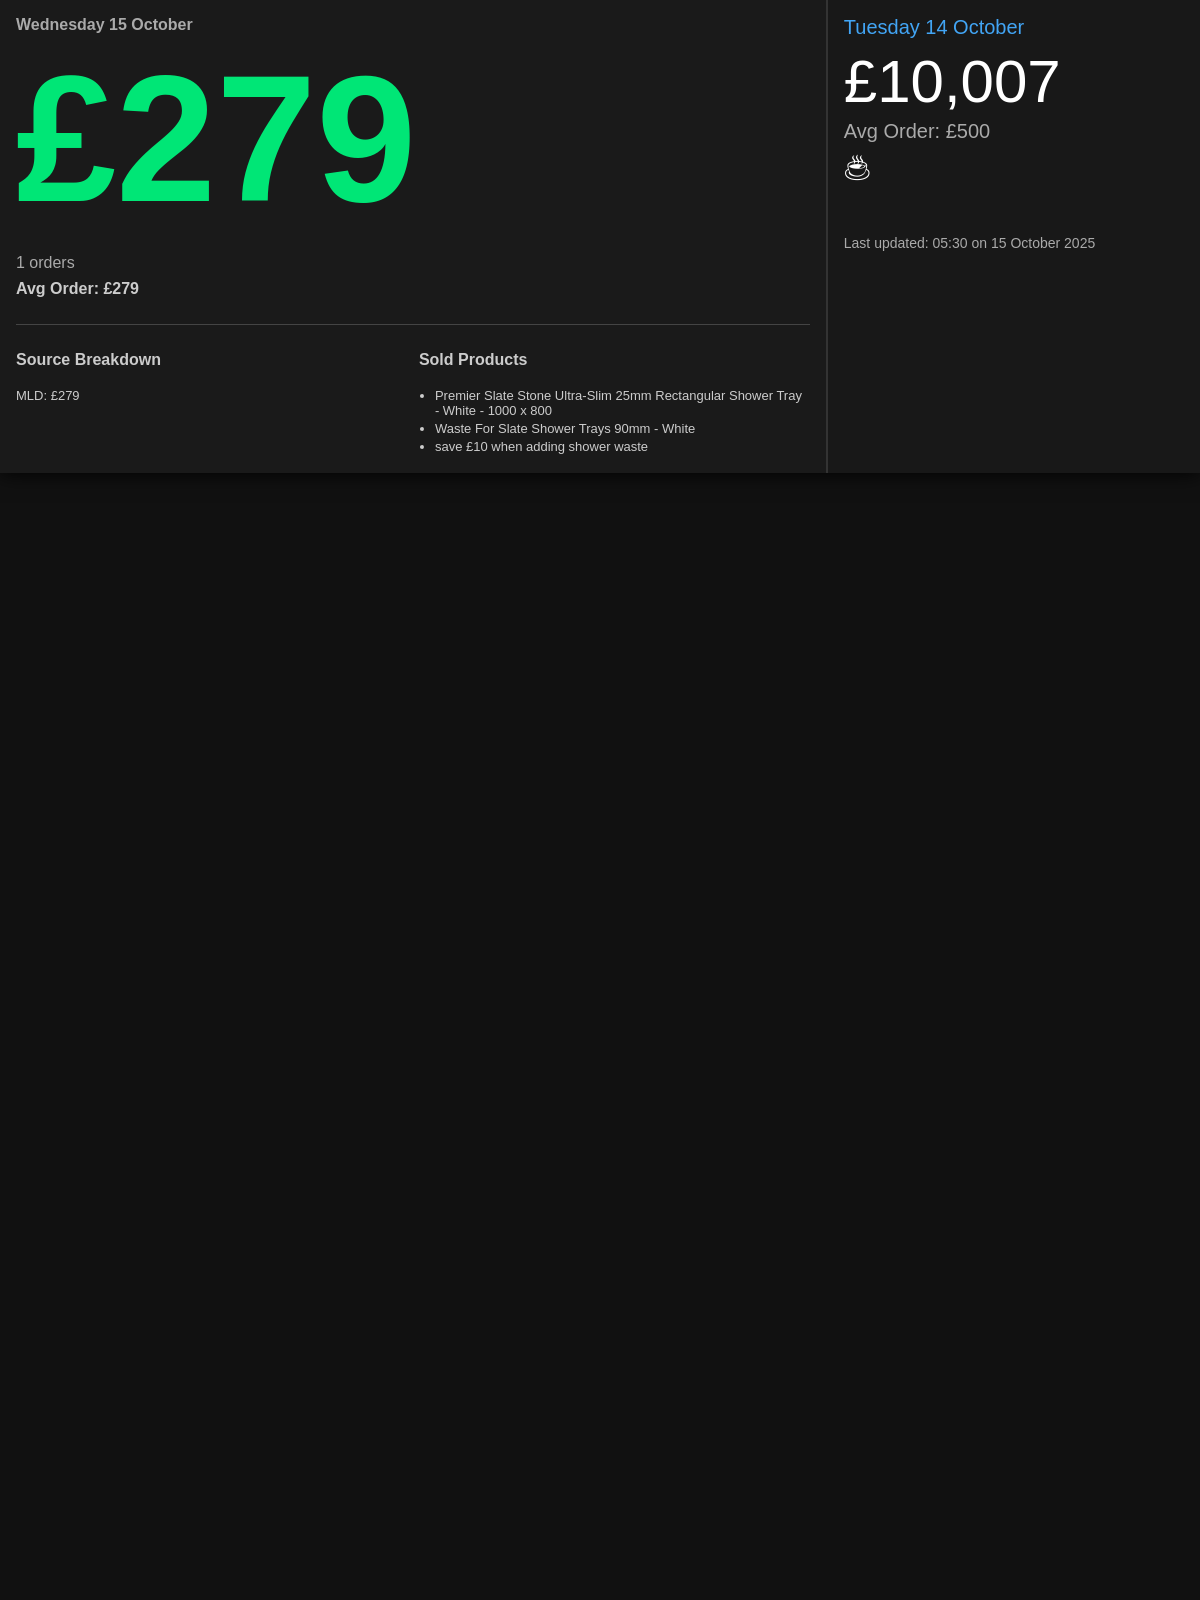 Wednesday 15 October
£279
1 orders
Avg Order: £279
Source Breakdown
MLD: £279
Sold Products
• Premier Slate Stone Ultra-Slim 25mm Rectangular Shower Tray
- White - 1000 x 800
• Waste For Slate Shower Trays 90mm - White
• save £10 when adding shower waste
Tuesday 14 October
£10,007
Avg Order: £500
☕
Last updated: 05:30 on 15 October 2025